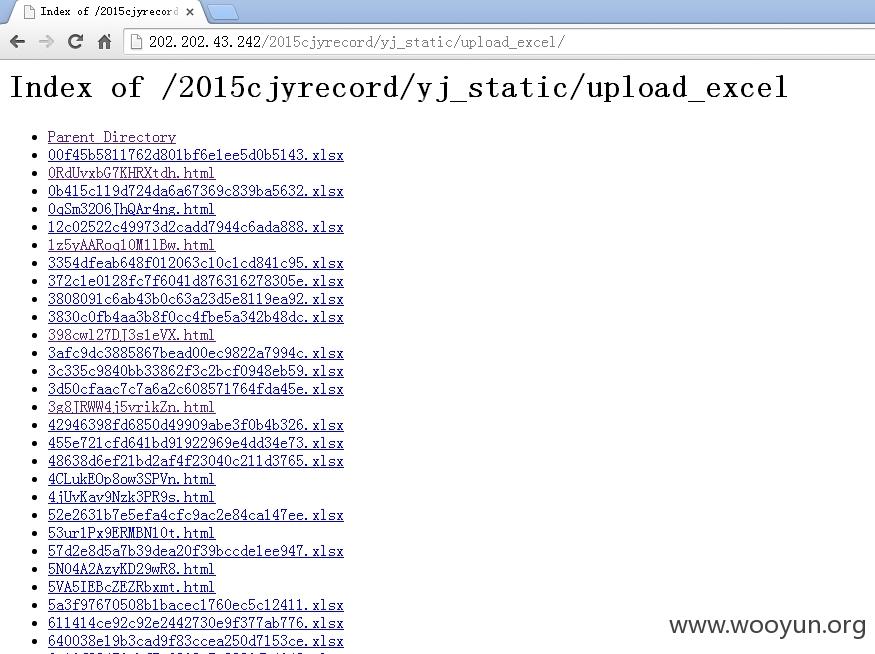 Index of /2015cjyrecord
202.202.43.242/2015cjyrecord/yj_static/upload_excel/
Index of /2015cjyrecord/yj_static/upload_excel
Parent Directory
00f45b5811762d801bf6e1ee5d0b5143.xlsx
0RdUvxbG7KHRXtdh.html
0b415c119d724da6a67369c839ba5632.xlsx
0qSm32O6JhQAr4ng.html
12c02522c49973d2cadd7944c6ada888.xlsx
1z5yAARoq10M1lBw.html
3354dfeab648f012063c10c1cd841c95.xlsx
372c1e0128fc7f6041d876316278305e.xlsx
3808091c6ab43b0c63a23d5e8119ea92.xlsx
3830c0fb4aa3b8f0cc4fbe5a342b48dc.xlsx
398cwl27DJ3s1eVX.html
3afc9dc3885867bead00ec9822a7994c.xlsx
3c335c9840bb33862f3c2bcf0948eb59.xlsx
3d50cfaac7c7a6a2c608571764fda45e.xlsx
3g8JRWW4j5vrikZn.html
42946398fd6850d49909abe3f0b4b326.xlsx
455e721cfd641bd91922969e4dd34e73.xlsx
48638d6ef21bd2af4f23040c211d3765.xlsx
4CLukEOp8ow3SPVn.html
4jUvKav9Nzk3PR9s.html
52e2631b7e5efa4cfc9ac2e84ca147ee.xlsx
53ur1Px9ERMBN10t.html
57d2e8d5a7b39dea20f39bccde1ee947.xlsx
5N04A2AzyKD29wR8.html
5VA5IEBcZEZRbxmt.html
5a3f97670508b1bacec1760ec5c12411.xlsx
611414ce92c92e2442730e9f377ab776.xlsx
640038e19b3cad9f83ccea250d7153ce.xlsx
www.wooyun.org